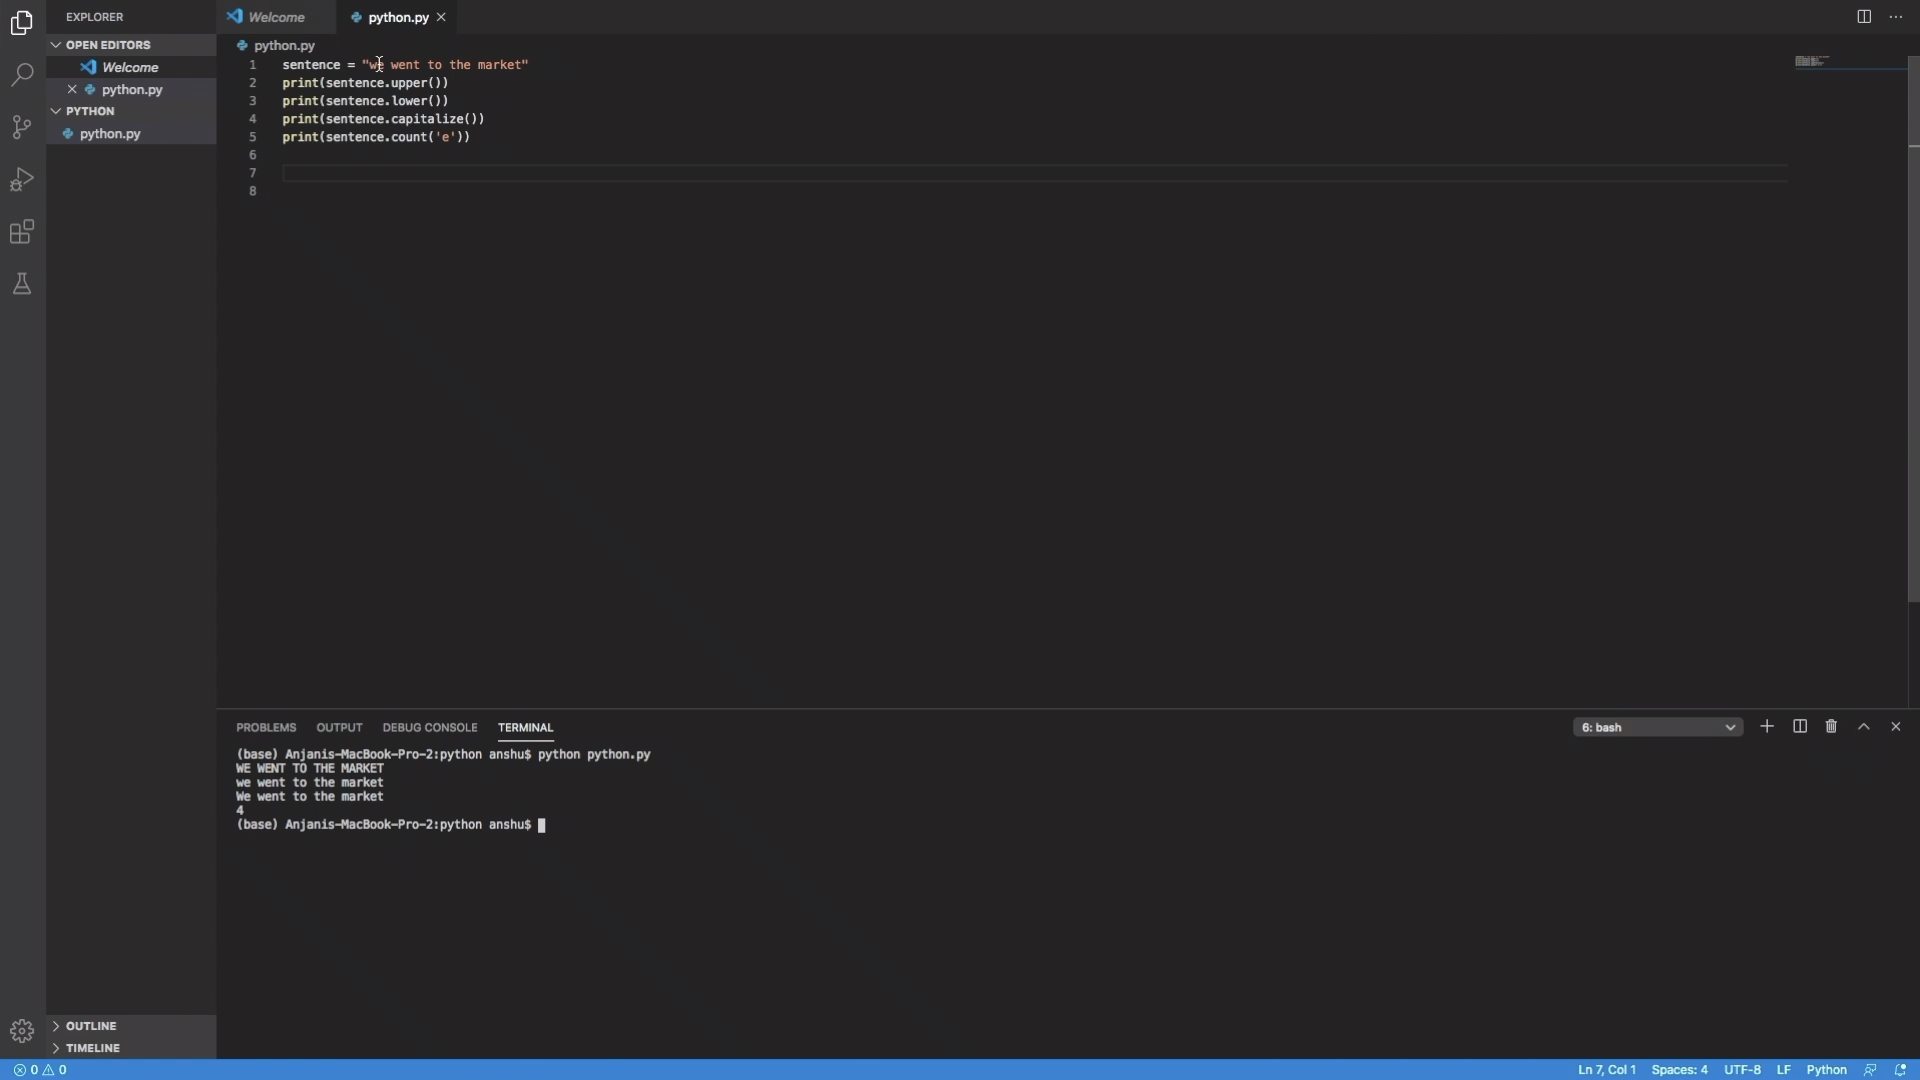 EXPLORER
Welcome
python.py
OPEN EDITORS
Welcome
python.py
PYTHON
python.py
python.py
1 sentence = "we went to the market"
2 print(sentence.upper())
3 print(sentence.lower())
4 print(sentence.capitalize())
5 print(sentence.count('e'))
6
7
8
PROBLEMS OUTPUT DEBUG CONSOLE TERMINAL
6: bash
(base) Anjanis-MacBook-Pro-2:python anshu$ python python.py
WE WENT TO THE MARKET
we went to the market
We went to the market
4
(base) Anjanis-MacBook-Pro-2:python anshu$
OUTLINE
TIMELINE
0 0
Ln 7, Col 1 Spaces: 4 UTF-8 LF Python